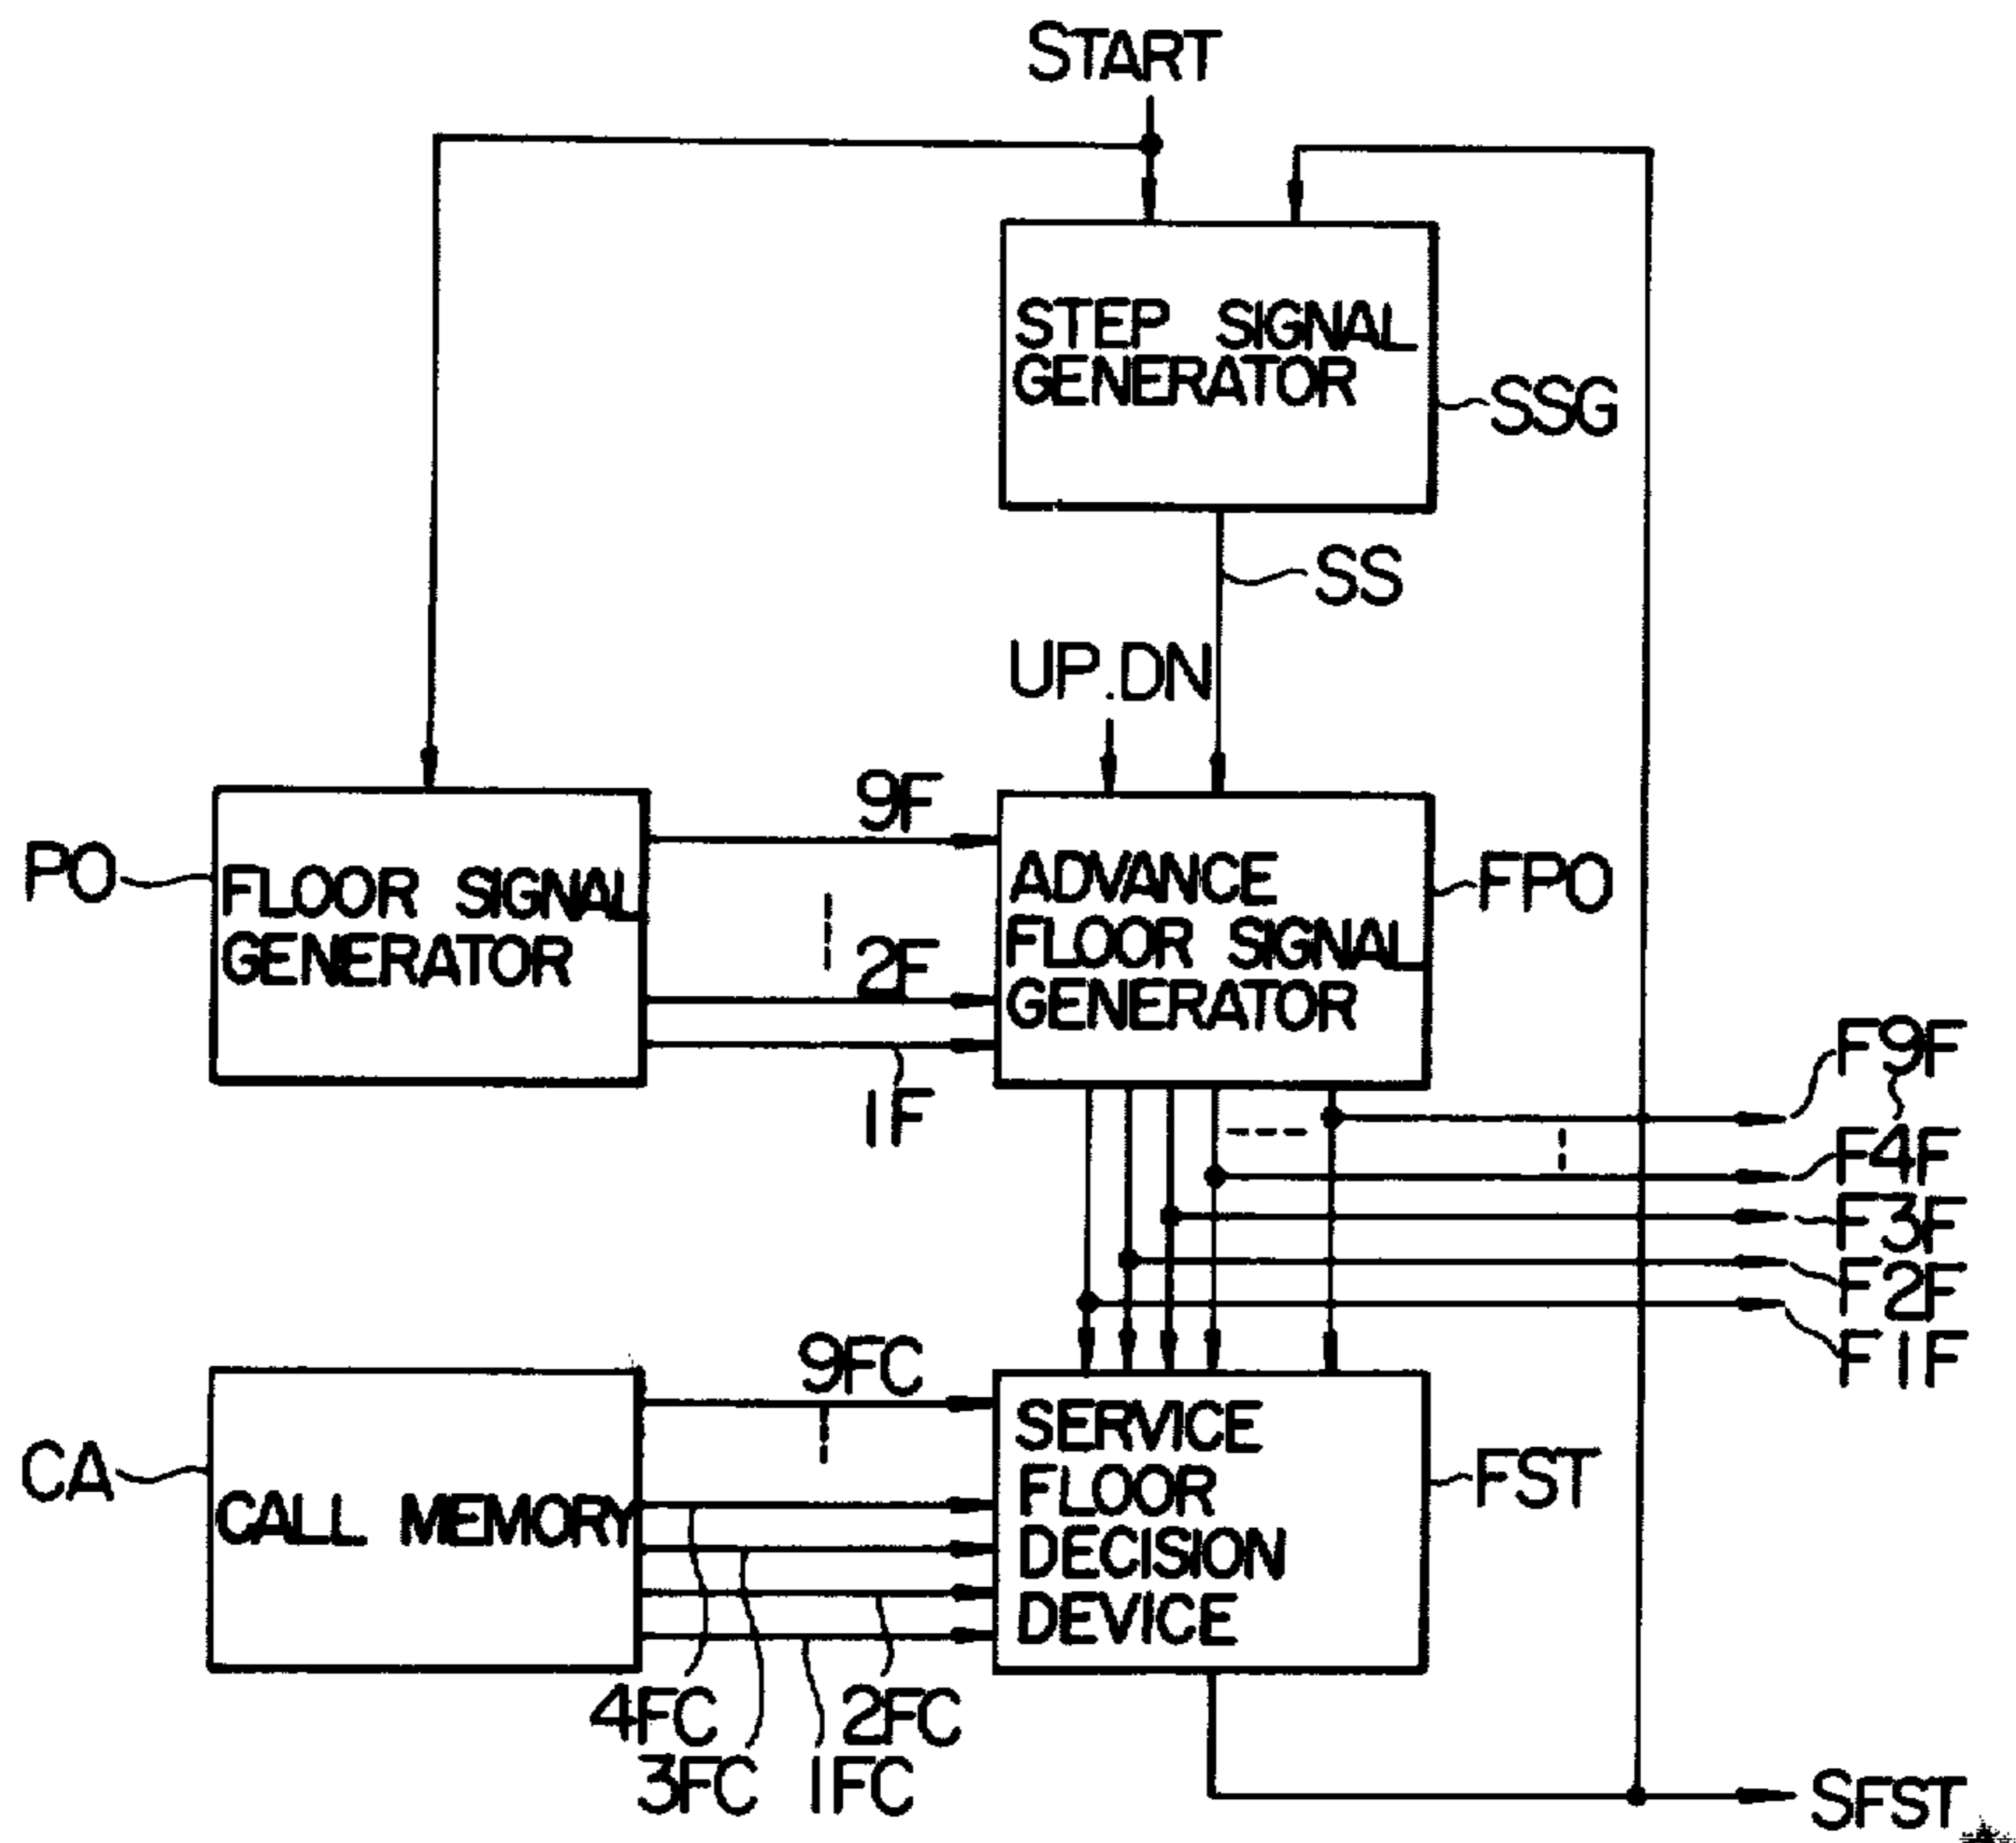 START
STEP SIGNAL
GENERATOR
SSG
SS
UP.DN
PO
FLOOR SIGNAL
GENERATOR
9F
2F
1F
ADVANCE
FLOOR SIGNAL
GENERATOR
FPO
F9F
F4F
F3F
F2F
F1F
CA
CALL MEMORY
9FC
4FC
3FC
2FC
1FC
SERVICE
FLOOR
DECISION
DEVICE
FST
SFST